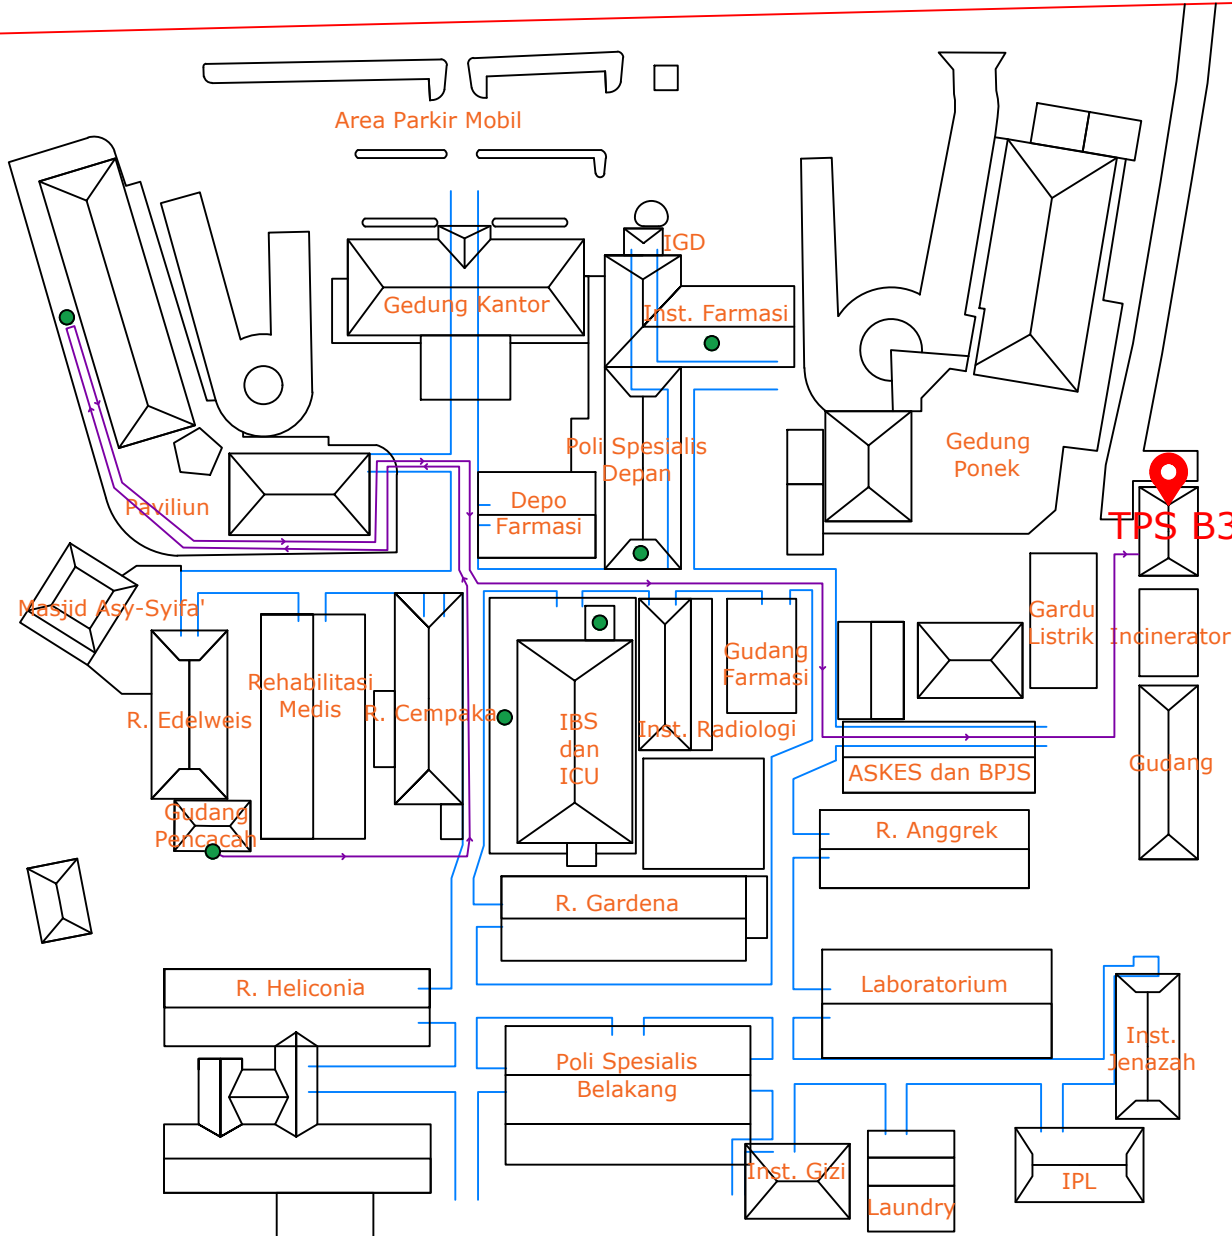 Area Parkir Mobil
IGD
Gedung Kantor
Inst. Farmasi
Poli Spesialis
Depan
Gedung
Ponek
Paviliun
Depo
Farmasi
TPS B3
Masjid Asy-Syifa'
Gardu
Listrik
Incinerator
R. Edelweis
Rehabilitasi
Medis
R. Cempaka
IBS
dan
ICU
Inst. Radiologi
Gudang
Farmasi
ASKES dan BPJS
Gudang
Gudang
Pencacah
R. Anggrek
R. Gardena
R. Heliconia
Laboratorium
Poli Spesialis
Belakang
Inst.
Jenazah
Inst. Gizi
Laundry
IPL